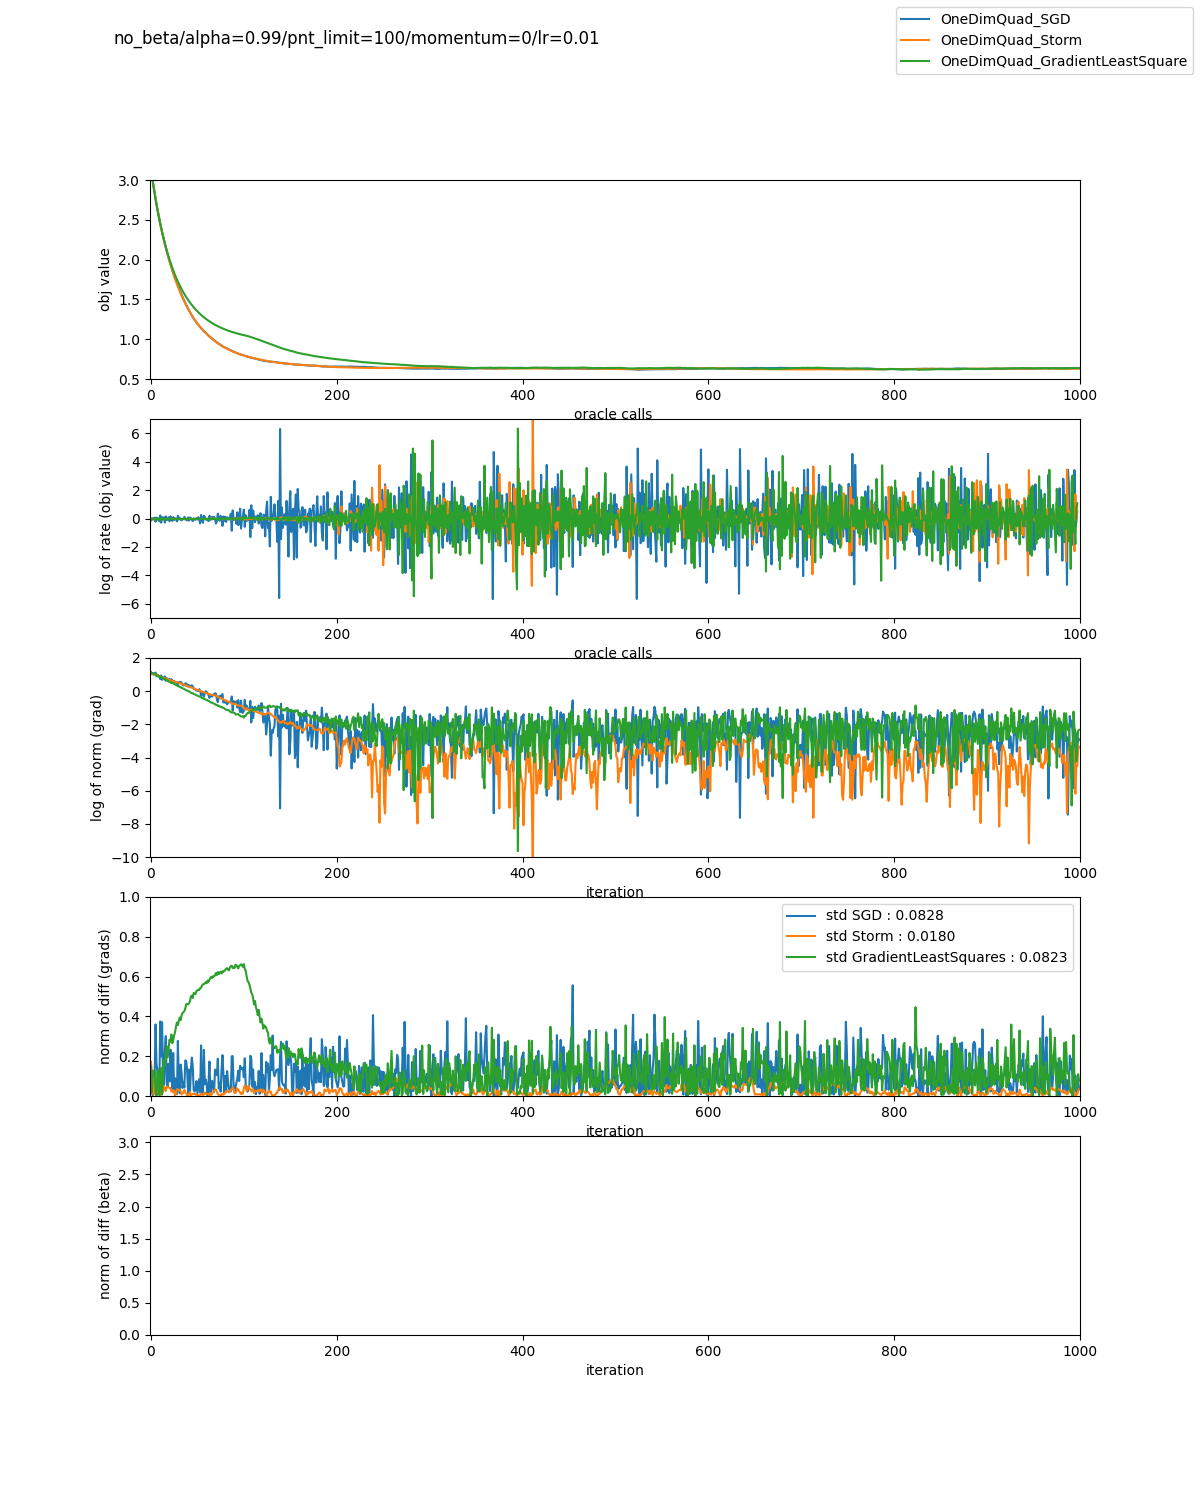 no_beta/alpha=0.99/pnt_limit=100/momentum=0/lr=0.01
OneDimQuad_SGD
OneDimQuad_Storm
OneDimQuad_GradientLeastSquare
obj value
3.0
2.5
2.0
1.5
1.0
0.5
0 200 400 600 800 1000
oracle calls
log of rate (obj value)
6
4
2
0
−2
−4
−6
0 200 400 600 800 1000
oracle calls
log of norm (grad)
2
0
−2
−4
−6
−8
−10
0 200 400 600 800 1000
iteration
norm of diff (grads)
1.0
0.8
0.6
0.4
0.2
0.0
std SGD : 0.0828
std Storm : 0.0180
std GradientLeastSquares : 0.0823
0 200 400 600 800 1000
iteration
norm of diff (beta)
3.0
2.5
2.0
1.5
1.0
0.5
0.0
0 200 400 600 800 1000
iteration